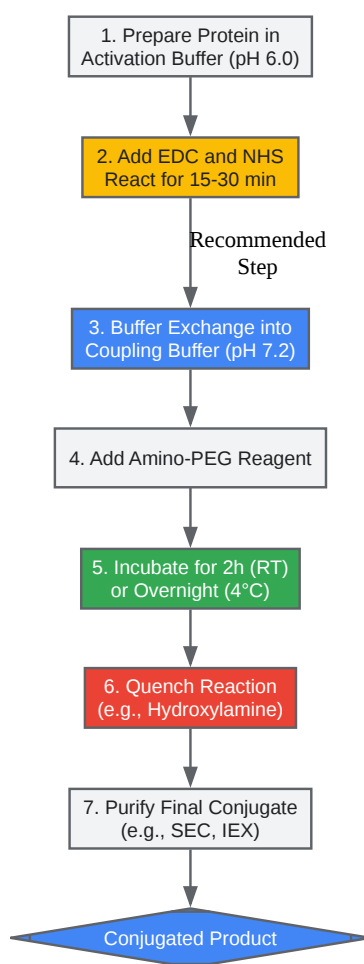 1. Prepare Protein in
Activation Buffer (pH 6.0)
2. Add EDC and NHS
React for 15-30 min
Recommended
Step
3. Buffer Exchange into
Coupling Buffer (pH 7.2)
4. Add Amino-PEG Reagent
5. Incubate for 2h (RT)
or Overnight (4°C)
6. Quench Reaction
(e.g., Hydroxylamine)
7. Purify Final Conjugate
(e.g., SEC, IEX)
Conjugated Product